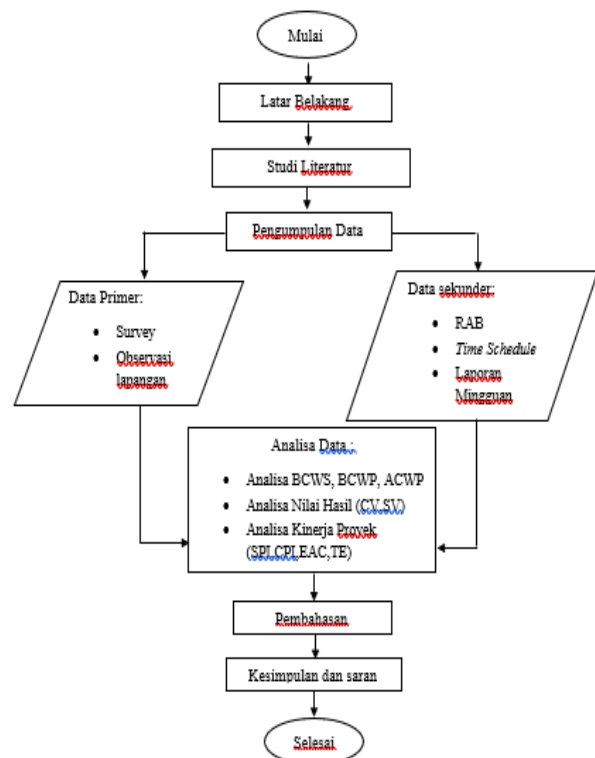 Mulai
Latar Belakang
Studi Literatur
Pengumpulan Data
Data Primer:
• Survey
• Observasi
lapangan
Data sekunder:
• RAB
• Time Schedule
• Laporan
Mingguan
Analisa Data :
• Analisa BCWS, BCWP, ACWP
• Analisa Nilai Hasil (CV,SV)
• Analisa Kinerja Proyek
(SPI,CPI,EAC,TE)
Pembahasan
Kesimpulan dan saran
Selesai